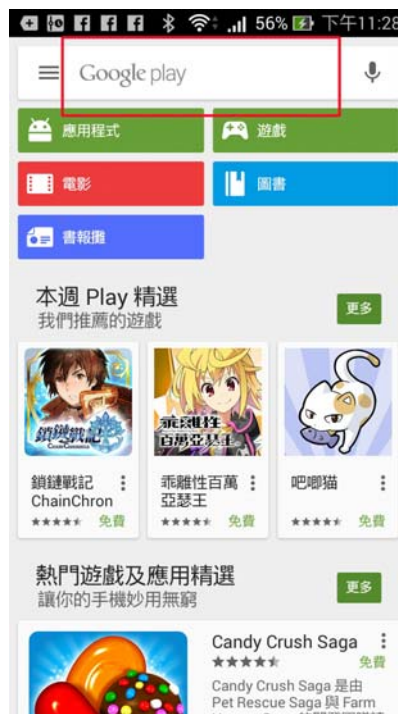 56% 下午11:28
Google play
應用程式
遊戲
電影
圖書
書報攤
本週 Play 精選
我們推薦的遊戲
更多
鎖鏈戰記
ChainChronicle
乖離性
百萬亞瑟王
鎖鏈戰記
ChainChron
免費
乖離性百萬
亞瑟王
免費
吧唧猫
免費
熱門遊戲及應用精選
讓你的手機妙用無窮
更多
Candy Crush Saga
免費
Candy Crush Saga 是由
Pet Rescue Saga 與 Farm